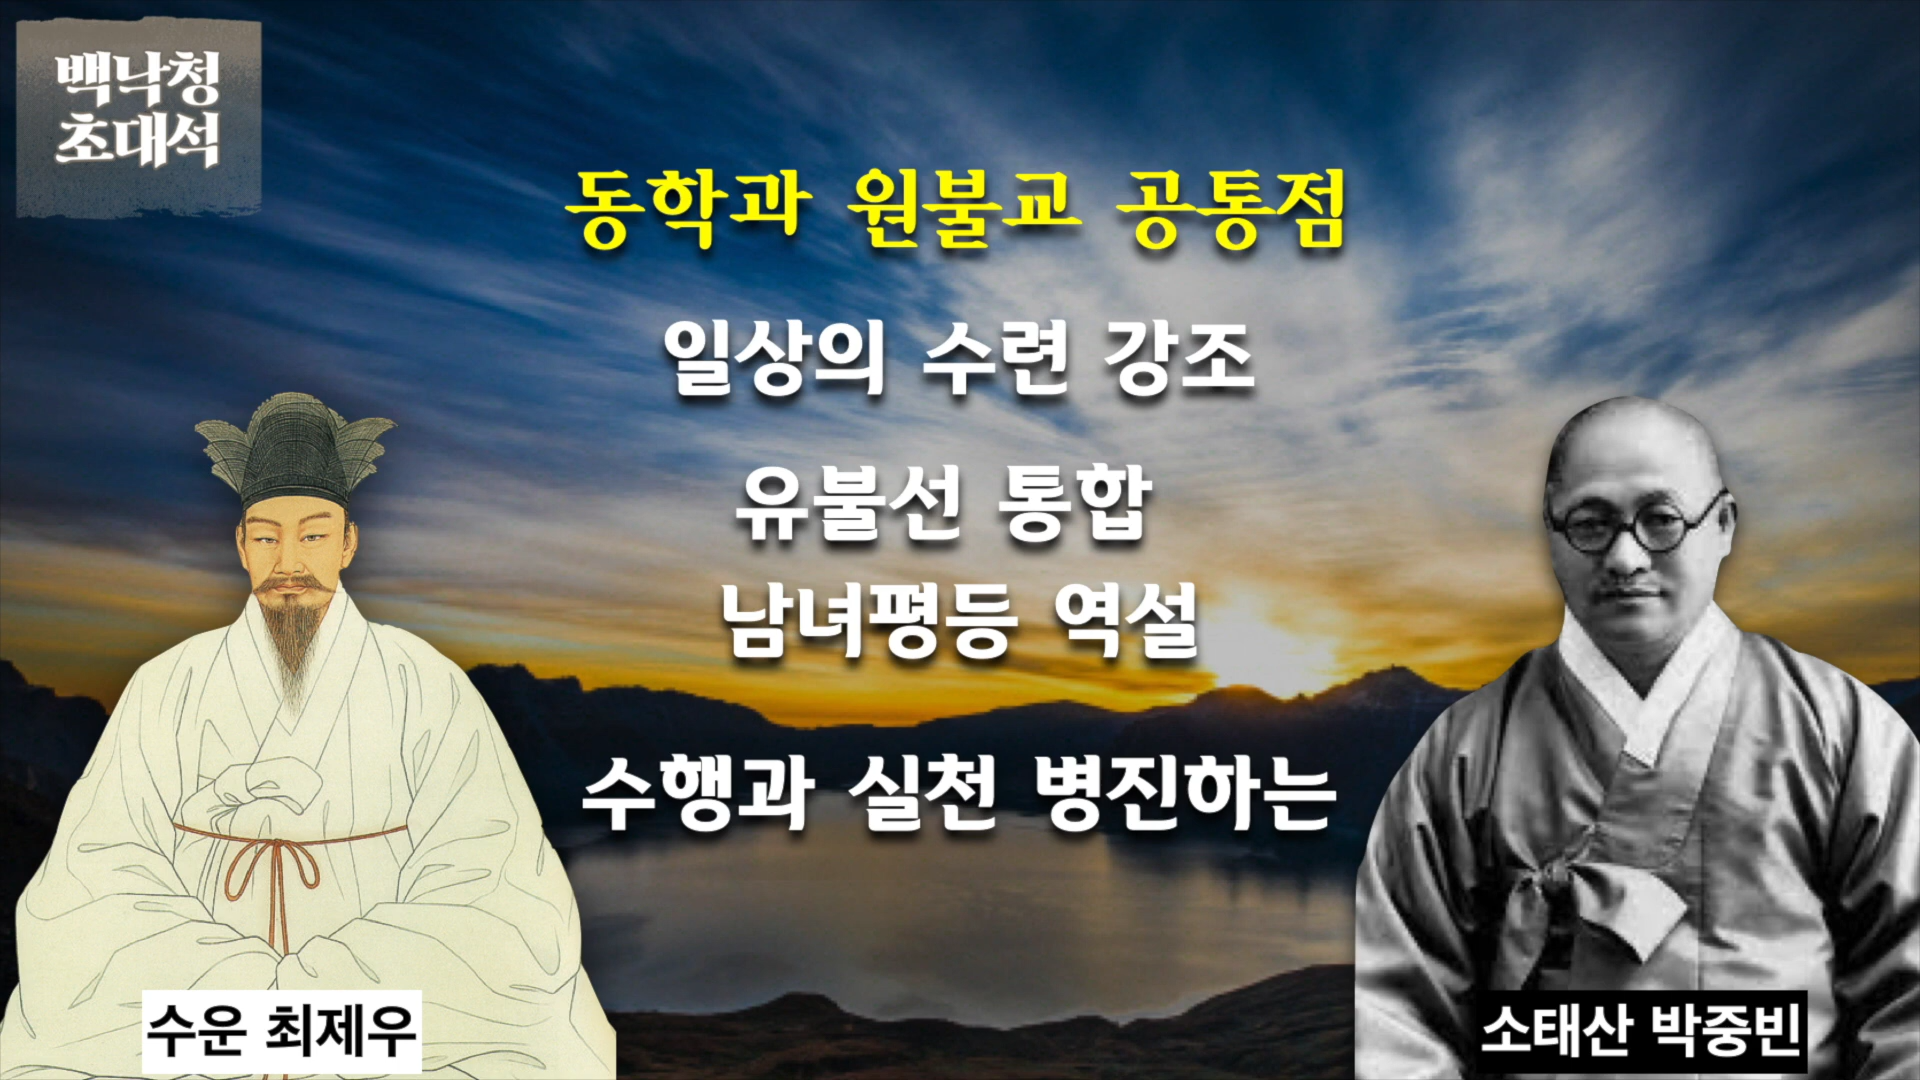 백낙청
초대석
동학과 원불교 공통점
일상의 수련 강조
유불선 통합
남녀평등 역설
수행과 실천 병진하는
수운 최제우
소태산 박중빈